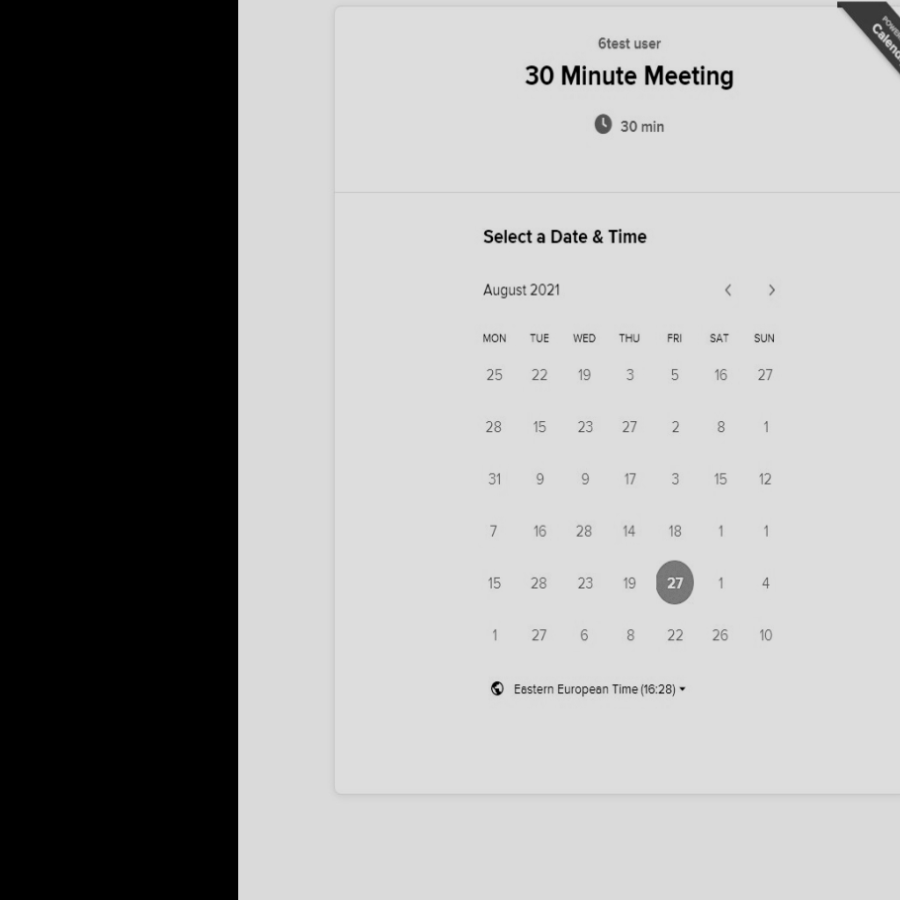 6test user
30 Minute Meeting
30 min
Select a Date & Time
August 2021
MON TUE WED THU FRI SAT SUN
25 22 19 3 5 16 27
28 15 23 27 2 8 1
31 9 9 17 3 15 12
7 16 28 14 18 1 1
15 28 23 19 27 1 4
1 27 6 8 22 26 10
Eastern European Time (16:28)